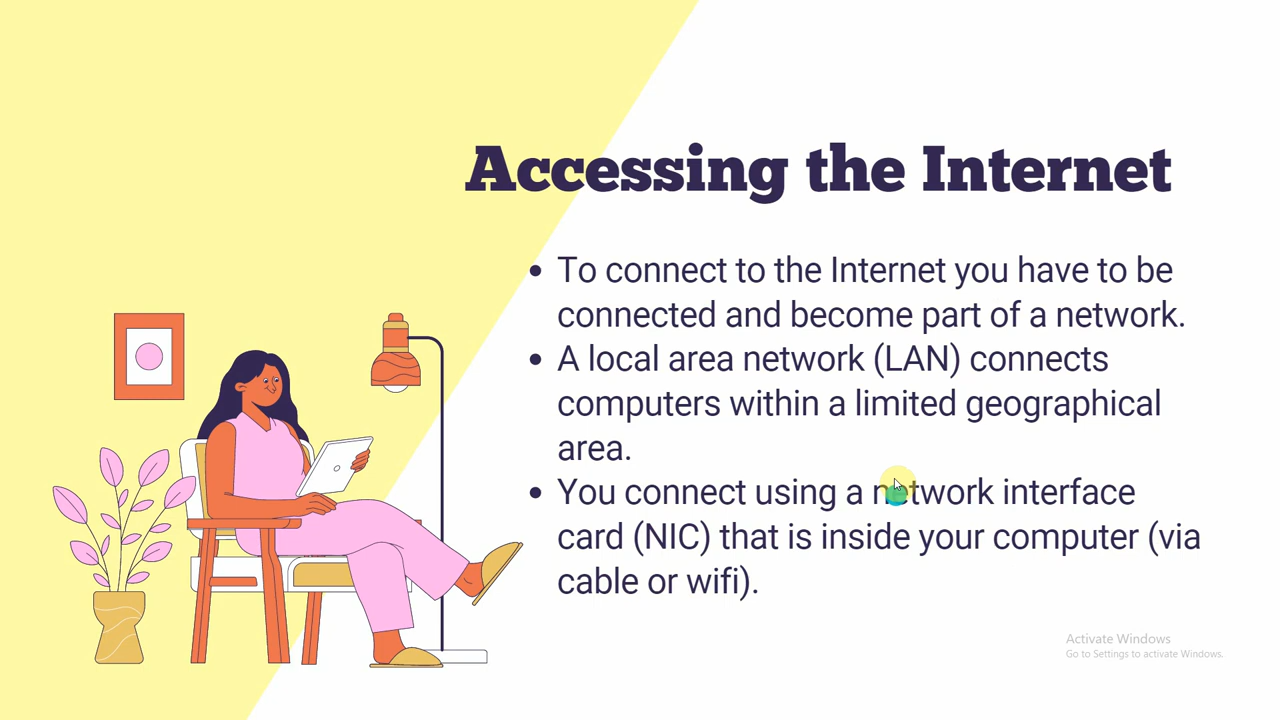 Accessing the Internet
• To connect to the Internet you have to be
connected and become part of a network.
• A local area network (LAN) connects
computers within a limited geographical
area.
• You connect using a network interface
card (NIC) that is inside your computer (via
cable or wifi).
Activate Windows
Go to Settings to activate Windows.